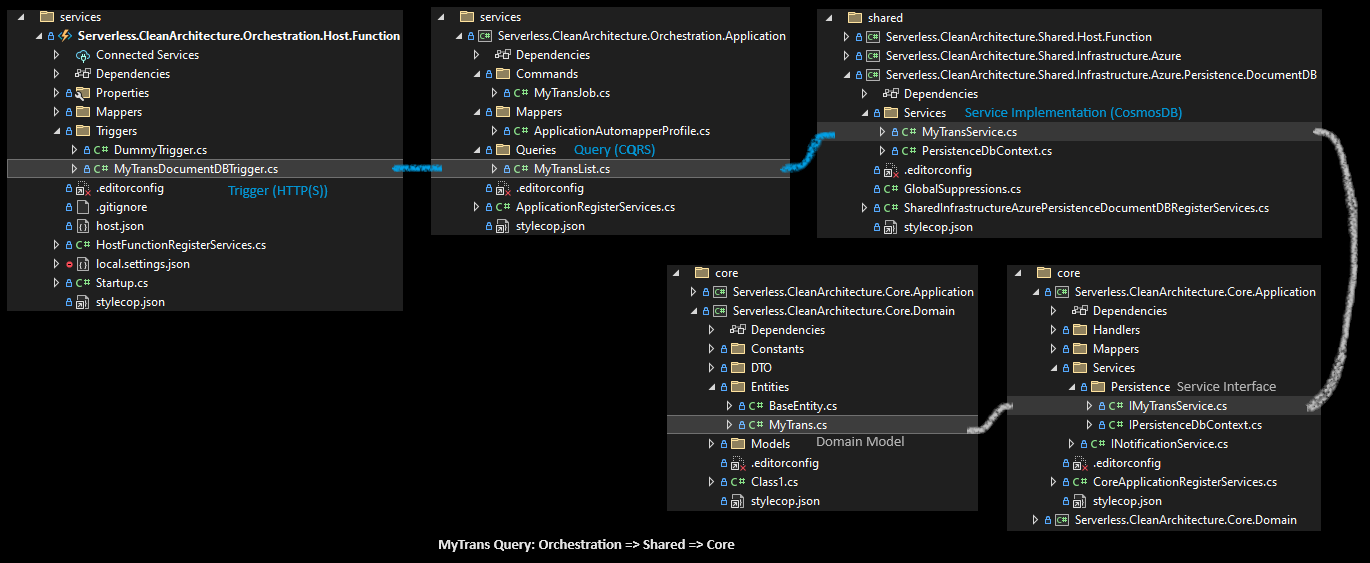 services
Serverless.CleanArchitecture.Orchestration.Host.Function
Connected Services
Dependencies
Properties
Mappers
Triggers
C# DummyTrigger.cs
C# MyTransDocumentDBTrigger.cs
.editorconfig
Trigger (HTTP(S))
.gitignore
host.json
C# HostFunctionRegisterServices.cs
local.settings.json
C# Startup.cs
stylecop.json
services
C# Serverless.CleanArchitecture.Orchestration.Application
Dependencies
Commands
C# MyTransJob.cs
Mappers
C# ApplicationAutomapperProfile.cs
Queries Query (CQRS)
C# MyTransList.cs
.editorconfig
C# ApplicationRegisterServices.cs
stylecop.json
shared
C# Serverless.CleanArchitecture.Shared.Host.Function
C# Serverless.CleanArchitecture.Shared.Infrastructure.Azure
C# Serverless.CleanArchitecture.Shared.Infrastructure.Azure.Persistence.DocumentDB
Dependencies
Services Service Implementation (CosmosDB)
C# MyTransService.cs
C# PersistenceDbContext.cs
.editorconfig
C# GlobalSuppressions.cs
C# SharedInfrastructureAzurePersistenceDocumentDBRegisterServices.cs
stylecop.json
core
C# Serverless.CleanArchitecture.Core.Application
C# Serverless.CleanArchitecture.Core.Domain
Dependencies
Constants
DTO
Entities
C# BaseEntity.cs
C# MyTrans.cs
Models Domain Model
.editorconfig
C# Class1.cs
stylecop.json
core
C# Serverless.CleanArchitecture.Core.Application
Dependencies
Handlers
Mappers
Services
Persistence Service Interface
C# IMyTransService.cs
C# IPersistenceDbContext.cs
C# INotificationService.cs
.editorconfig
C# CoreApplicationRegisterServices.cs
stylecop.json
C# Serverless.CleanArchitecture.Core.Domain
MyTrans Query: Orchestration => Shared => Core